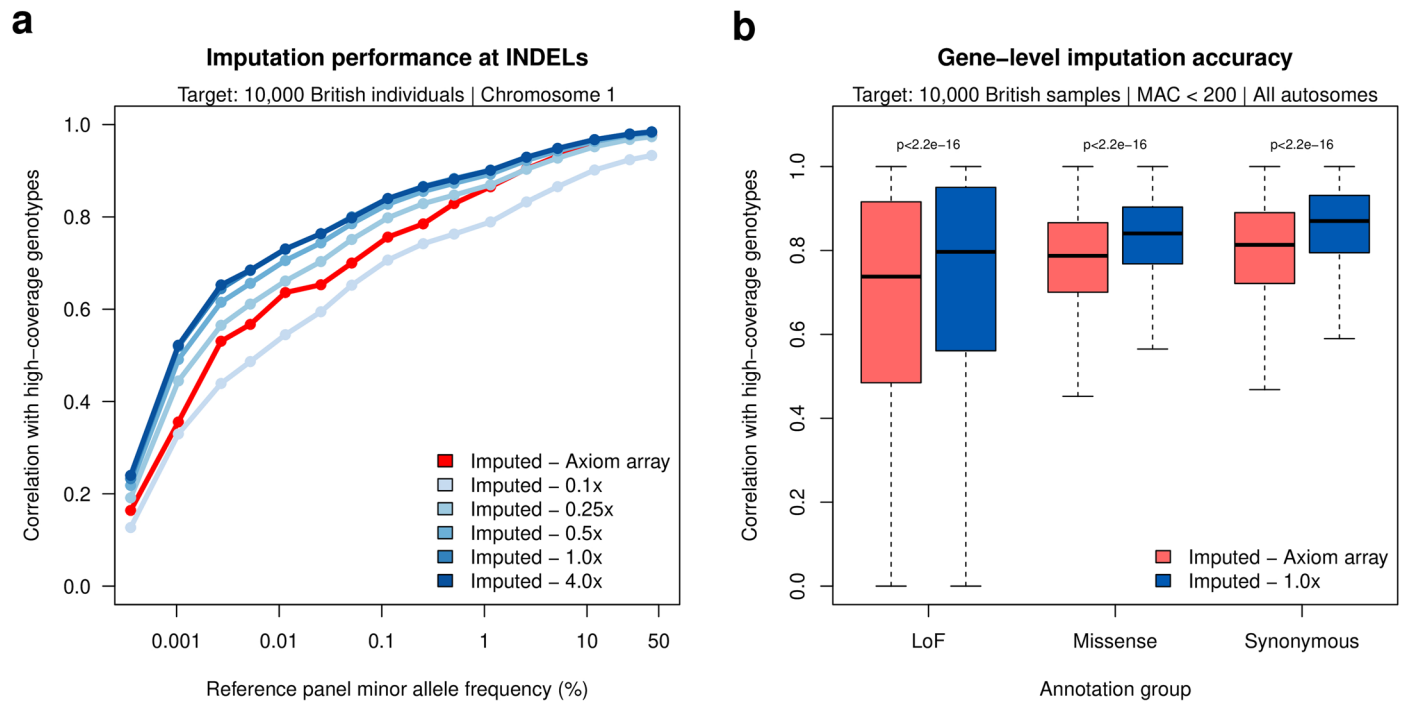 a
Imputation performance at INDELs
Target: 10,000 British individuals | Chromosome 1
Correlation with high−coverage genotypes
1.0
0.8
0.6
0.4
0.2
0.0
Imputed − Axiom array
Imputed − 0.1x
Imputed − 0.25x
Imputed − 0.5x
Imputed − 1.0x
Imputed − 4.0x
0.001 0.01 0.1 1 10 50
Reference panel minor allele frequency (%)
b
Gene−level imputation accuracy
Target: 10,000 British samples | MAC < 200 | All autosomes
Correlation with high−coverage genotypes
1.0
0.8
0.6
0.4
0.2
0.0
p<2.2e−16 p<2.2e−16 p<2.2e−16
Imputed − Axiom array
Imputed − 1.0x
LoF Missense Synonymous
Annotation group